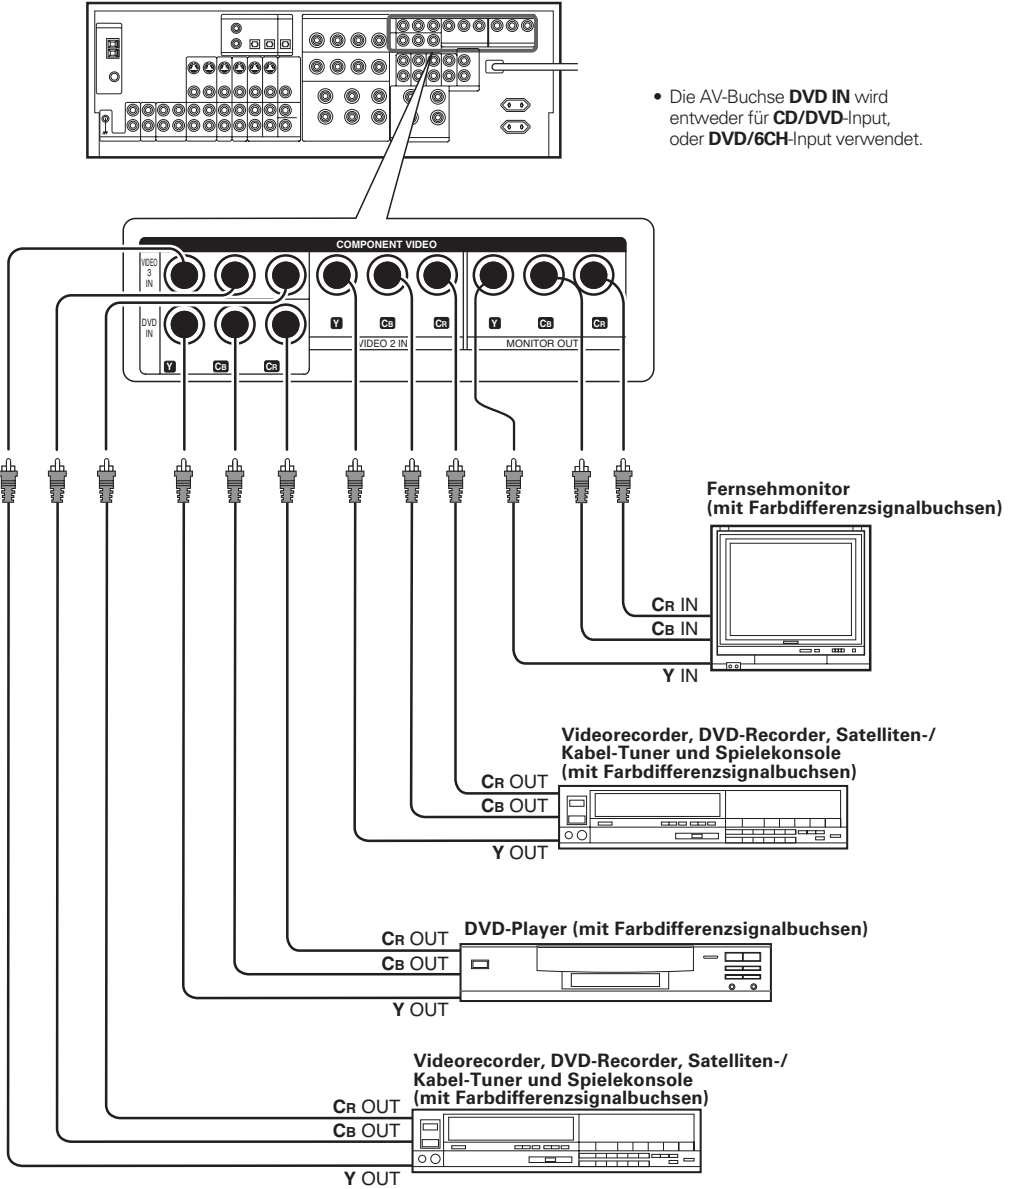 • Die AV-Buchse DVD IN wird
entweder für CD/DVD-Input,
oder DVD/6CH-Input verwendet.
COMPONENT VIDEO
VIDEO
3
IN
DVD
IN
Y
CB
CR
Y
CB
CR
Y
CB
CR
VIDEO 2 IN
MONITOR OUT
Fernsehmonitor
(mit Farbdifferenzsignalbuchsen)
CR IN
CB IN
Y IN
Videorecorder, DVD-Recorder, Satelliten-/
Kabel-Tuner und Spielekonsole
(mit Farbdifferenzsignalbuchsen)
CR OUT
CB OUT
Y OUT
DVD-Player (mit Farbdifferenzsignalbuchsen)
CR OUT
CB OUT
Y OUT
Videorecorder, DVD-Recorder, Satelliten-/
Kabel-Tuner und Spielekonsole
(mit Farbdifferenzsignalbuchsen)
CR OUT
CB OUT
Y OUT